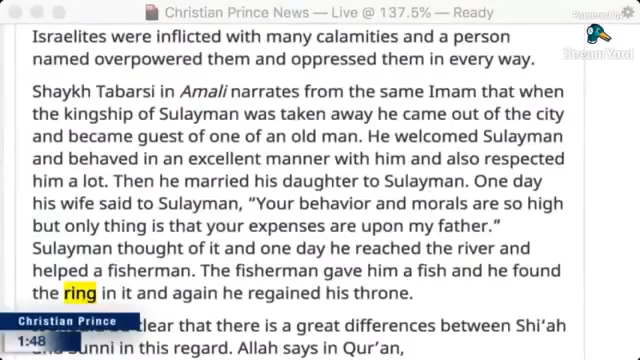 Christian Prince News — Live @ 137.5% — Ready
Powered by
StreamYard
Israelites were inflicted with many calamities and a person
named overpowered them and oppressed them in every way.
Shaykh Tabarsi in Amali narrates from the same Imam that when
the kingship of Sulayman was taken away he came out of the city
and became guest of one of an old man. He welcomed Sulayman
and behaved in an excellent manner with him and also respected
him a lot. Then he married his daughter to Sulayman. One day
his wife said to Sulayman, “Your behavior and morals are so high
but only thing is that your expenses are upon my father.”
Sulayman thought of it and one day he reached the river and
helped a fisherman. The fisherman gave him a fish and he found
the ring in it and again he regained his throne.
Christian Prince
1:48
clear that there is a great differences between Shi‘ah
and Sunni in this regard. Allah says in Qur’an,